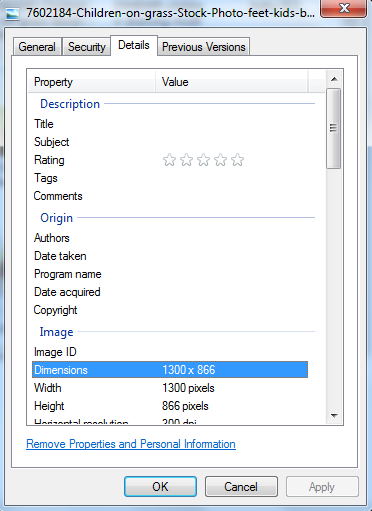 7602184-Children-on-grass-Stock-Photo-feet-kids-b...
General Security Details Previous Versions
Property Value
Description
Title
Subject
Rating
Tags
Comments
Origin
Authors
Date taken
Program name
Date acquired
Copyright
Image
Image ID
Dimensions 1300 x 866
Width 1300 pixels
Height 866 pixels
Horizontal resolution 300 dpi
Remove Properties and Personal Information
OK Cancel Apply